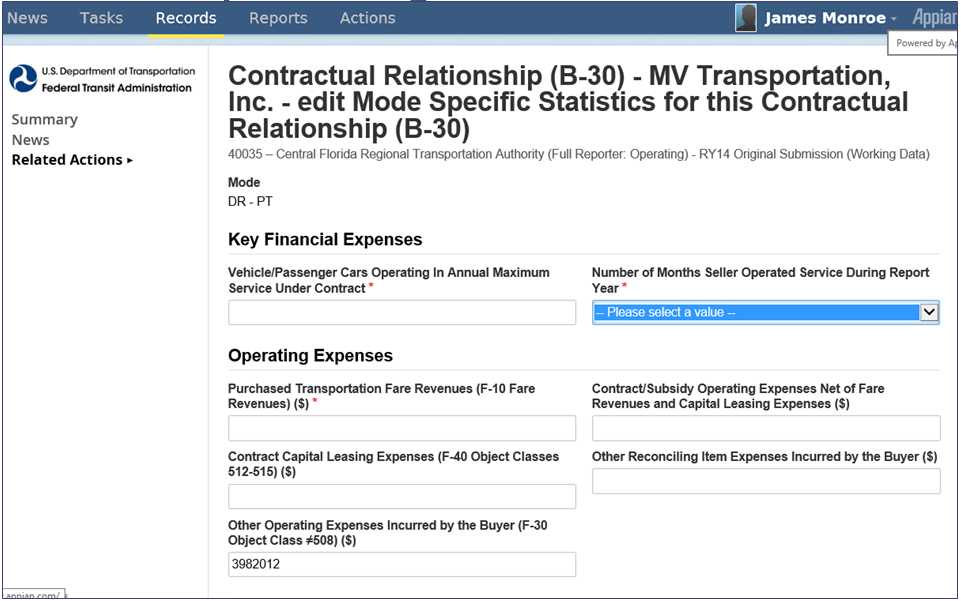 News Tasks Records Reports Actions James Monroe Appian
Powered by Ap
U.S. Department of Transportation
Federal Transit Administration
Summary
News
Related Actions ▸
Contractual Relationship (B-30) - MV Transportation,
Inc. - edit Mode Specific Statistics for this Contractual
Relationship (B-30)
40035 – Central Florida Regional Transportation Authority (Full Reporter: Operating) - RY14 Original Submission (Working Data)
Mode
DR - PT
Key Financial Expenses
Vehicle/Passenger Cars Operating In Annual Maximum
Service Under Contract *
Number of Months Seller Operated Service During Report
Year *
-- Please select a value --
Operating Expenses
Purchased Transportation Fare Revenues (F-10 Fare
Revenues) ($) *
Contract/Subsidy Operating Expenses Net of Fare
Revenues and Capital Leasing Expenses ($)
Contract Capital Leasing Expenses (F-40 Object Classes
512-515) ($)
Other Reconciling Item Expenses Incurred by the Buyer ($)
Other Operating Expenses Incurred by the Buyer (F-30
Object Class ≠508) ($)
3982012
appian.com/